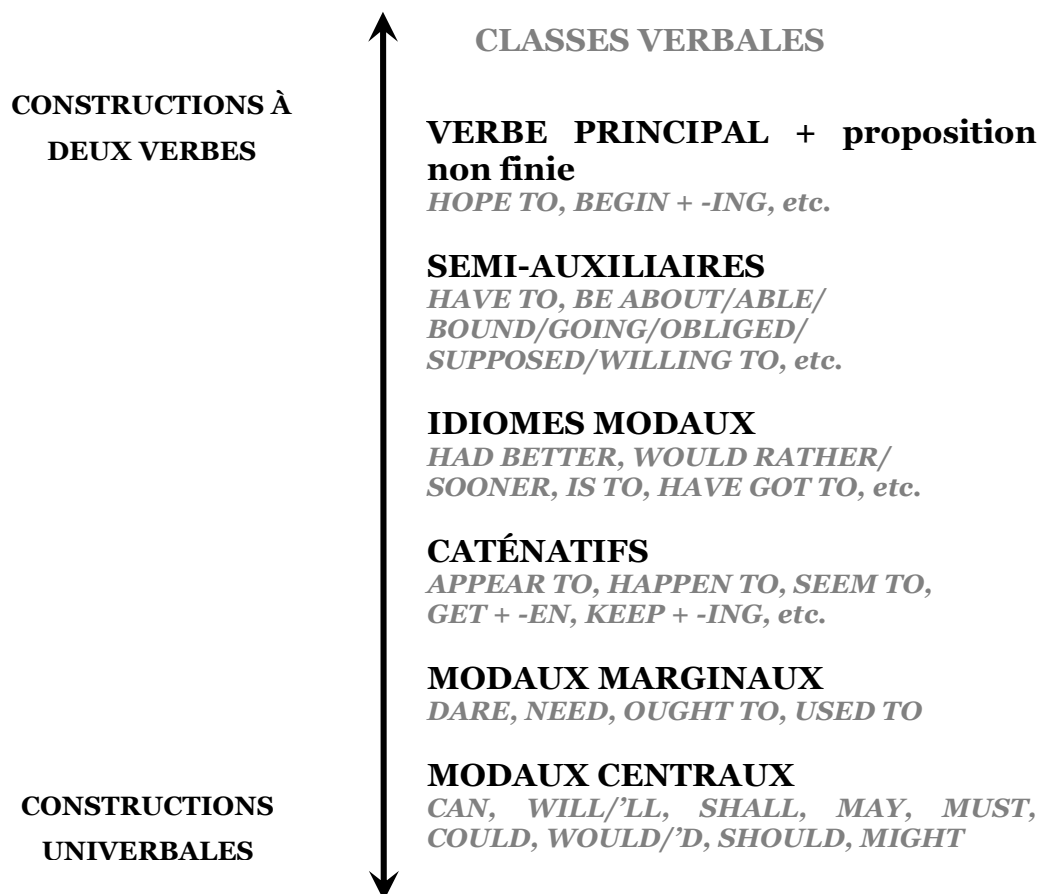 CLASSES VERBALES
CONSTRUCTIONS À
DEUX VERBES
VERBE PRINCIPAL + proposition
non finie
HOPE TO, BEGIN + -ING, etc.
SEMI-AUXILIAIRES
HAVE TO, BE ABOUT/ABLE/
BOUND/GOING/OBLIGED/
SUPPOSED/WILLING TO, etc.
IDIOMES MODAUX
HAD BETTER, WOULD RATHER/
SOONER, IS TO, HAVE GOT TO, etc.
CATÉNATIFS
APPEAR TO, HAPPEN TO, SEEM TO,
GET + -EN, KEEP + -ING, etc.
MODAUX MARGINAUX
DARE, NEED, OUGHT TO, USED TO
MODAUX CENTRAUX
CAN, WILL/’LL, SHALL, MAY, MUST,
COULD, WOULD/’D, SHOULD, MIGHT
CONSTRUCTIONS
UNIVERBALES